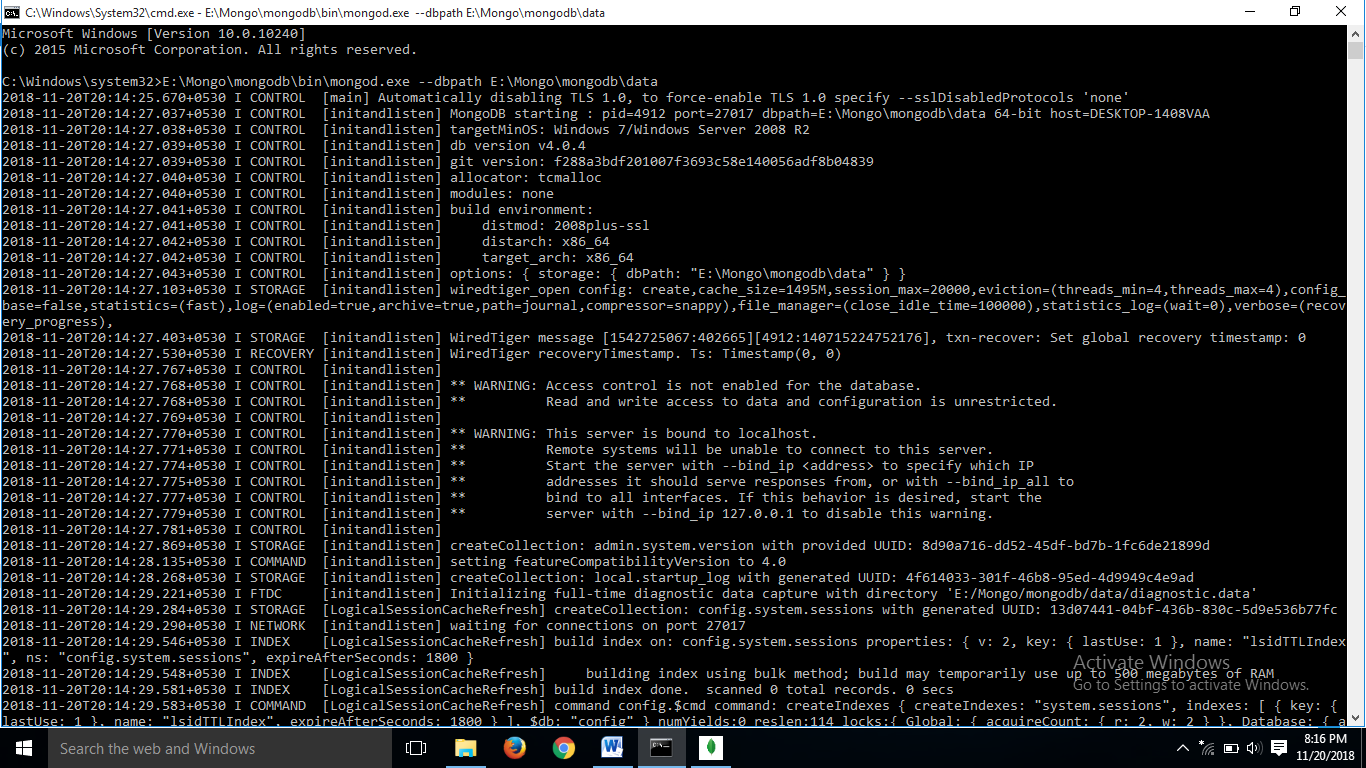 C:\Windows\System32\cmd.exe - E:\Mongo\mongodb\bin\mongod.exe --dbpath E:\Mongo\mongodb\data
Microsoft Windows [Version 10.0.10240]
(c) 2015 Microsoft Corporation. All rights reserved.
C:\Windows\system32>E:\Mongo\mongodb\bin\mongod.exe --dbpath E:\Mongo\mongodb\data
2018-11-20T20:14:25.670+0530 I CONTROL  [main] Automatically disabling TLS 1.0, to force-enable TLS 1.0 specify --sslDisabledProtocols 'none'
2018-11-20T20:14:27.037+0530 I CONTROL  [initandlisten] MongoDB starting : pid=4912 port=27017 dbpath=E:\Mongo\mongodb\data 64-bit host=DESKTOP-1408VAA
2018-11-20T20:14:27.038+0530 I CONTROL  [initandlisten] targetMinOS: Windows 7/Windows Server 2008 R2
2018-11-20T20:14:27.039+0530 I CONTROL  [initandlisten] db version v4.0.4
2018-11-20T20:14:27.039+0530 I CONTROL  [initandlisten] git version: f288a3bdf201007f3693c58e140056adf8b04839
2018-11-20T20:14:27.040+0530 I CONTROL  [initandlisten] allocator: tcmalloc
2018-11-20T20:14:27.040+0530 I CONTROL  [initandlisten] modules: none
2018-11-20T20:14:27.041+0530 I CONTROL  [initandlisten] build environment:
2018-11-20T20:14:27.041+0530 I CONTROL  [initandlisten]     distmod: 2008plus-ssl
2018-11-20T20:14:27.042+0530 I CONTROL  [initandlisten]     distarch: x86_64
2018-11-20T20:14:27.042+0530 I CONTROL  [initandlisten]     target_arch: x86_64
2018-11-20T20:14:27.043+0530 I CONTROL  [initandlisten] options: { storage: { dbPath: "E:\Mongo\mongodb\data" } }
2018-11-20T20:14:27.103+0530 I STORAGE  [initandlisten] wiredtiger_open config: create,cache_size=1495M,session_max=20000,eviction=(threads_min=4,threads_max=4),config_
base=false,statistics=(fast),log=(enabled=true,archive=true,path=journal,compressor=snappy),file_manager=(close_idle_time=100000),statistics_log=(wait=0),verbose=(recov
ery_progress),
2018-11-20T20:14:27.403+0530 I STORAGE  [initandlisten] WiredTiger message [1542725067:402665][4912:140715224752176], txn-recover: Set global recovery timestamp: 0
2018-11-20T20:14:27.530+0530 I RECOVERY [initandlisten] WiredTiger recoveryTimestamp. Ts: Timestamp(0, 0)
2018-11-20T20:14:27.767+0530 I CONTROL  [initandlisten]
2018-11-20T20:14:27.768+0530 I CONTROL  [initandlisten] ** WARNING: Access control is not enabled for the database.
2018-11-20T20:14:27.768+0530 I CONTROL  [initandlisten] **          Read and write access to data and configuration is unrestricted.
2018-11-20T20:14:27.769+0530 I CONTROL  [initandlisten]
2018-11-20T20:14:27.770+0530 I CONTROL  [initandlisten] ** WARNING: This server is bound to localhost.
2018-11-20T20:14:27.771+0530 I CONTROL  [initandlisten] **          Remote systems will be unable to connect to this server.
2018-11-20T20:14:27.774+0530 I CONTROL  [initandlisten] **          Start the server with --bind_ip <address> to specify which IP
2018-11-20T20:14:27.775+0530 I CONTROL  [initandlisten] **          addresses it should serve responses from, or with --bind_ip_all to
2018-11-20T20:14:27.777+0530 I CONTROL  [initandlisten] **          bind to all interfaces. If this behavior is desired, start the
2018-11-20T20:14:27.779+0530 I CONTROL  [initandlisten] **          server with --bind_ip 127.0.0.1 to disable this warning.
2018-11-20T20:14:27.781+0530 I CONTROL  [initandlisten]
2018-11-20T20:14:27.869+0530 I STORAGE  [initandlisten] createCollection: admin.system.version with provided UUID: 8d90a716-dd52-45df-bd7b-1fc6de21899d
2018-11-20T20:14:28.135+0530 I COMMAND  [initandlisten] setting featureCompatibilityVersion to 4.0
2018-11-20T20:14:28.268+0530 I STORAGE  [initandlisten] createCollection: local.startup_log with generated UUID: 4f614033-301f-46b8-95ed-4d9949c4e9ad
2018-11-20T20:14:29.221+0530 I FTDC     [initandlisten] Initializing full-time diagnostic data capture with directory 'E:/Mongo/mongodb/data/diagnostic.data'
2018-11-20T20:14:29.284+0530 I STORAGE  [LogicalSessionCacheRefresh] createCollection: config.system.sessions with generated UUID: 13d07441-04bf-436b-830c-5d9e536b77fc
2018-11-20T20:14:29.290+0530 I NETWORK  [initandlisten] waiting for connections on port 27017
2018-11-20T20:14:29.546+0530 I INDEX    [LogicalSessionCacheRefresh] build index on: config.system.sessions properties: { v: 2, key: { lastUse: 1 }, name: "lsidTTLIndex
", ns: "config.system.sessions", expireAfterSeconds: 1800 }
2018-11-20T20:14:29.548+0530 I INDEX    [LogicalSessionCacheRefresh]     building index using bulk method; build may temporarily use up to 500 megabytes of RAM
2018-11-20T20:14:29.581+0530 I INDEX    [LogicalSessionCacheRefresh] build index done.  scanned 0 total records. 0 secs
2018-11-20T20:14:29.583+0530 I COMMAND  [LogicalSessionCacheRefresh] command config.$cmd command: createIndexes { createIndexes: "system.sessions", indexes: [ { key: {
lastUse: 1 }, name: "lsidTTLIndex", expireAfterSeconds: 1800 } ], $db: "config" } numYields:0 reslen:114 locks:{ Global: { acquireCount: { r: 2, w: 2 } }, Database: { a
Activate Windows
Go to Settings to activate Windows.
Search the web and Windows
8:16 PM
11/20/2018